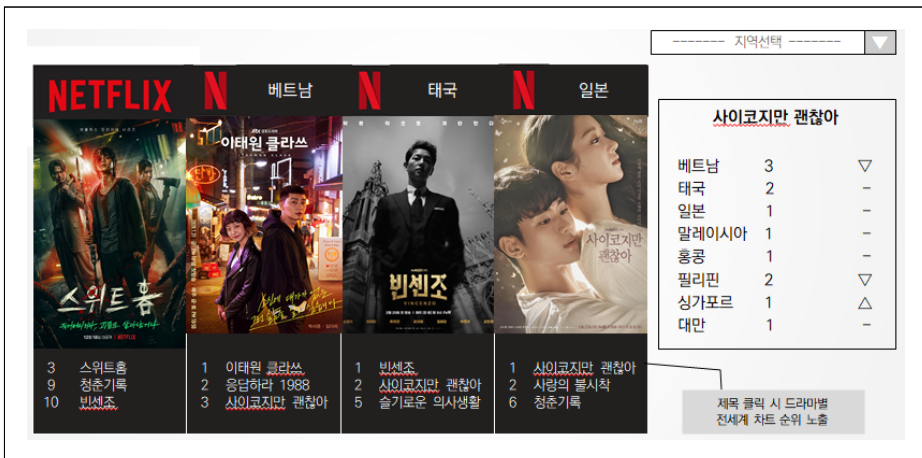 ------- 지역선택 -------
NETFLIX
N 베트남
N 태국
N 일본
이태원 클라쓰
스위트홈
빈센조
VINCENZO
사이코지만
괜찮아
3 스위트홈
9 청춘기록
10 빈센조
1 이태원 클라쓰
2 응답하라 1988
3 사이코지만 괜찮아
1 빈센조
2 사이코지만 괜찮아
5 슬기로운 의사생활
1 사이코지만 괜찮아
2 사랑의 불시착
6 청춘기록
사이코지만 괜찮아
베트남 3 ▽
태국 2 –
일본 1 –
말레이시아 1 –
홍콩 1 –
필리핀 2 ▽
싱가포르 1 △
대만 1 –
제목 클릭 시 드라마별
전세계 차트 순위 노출